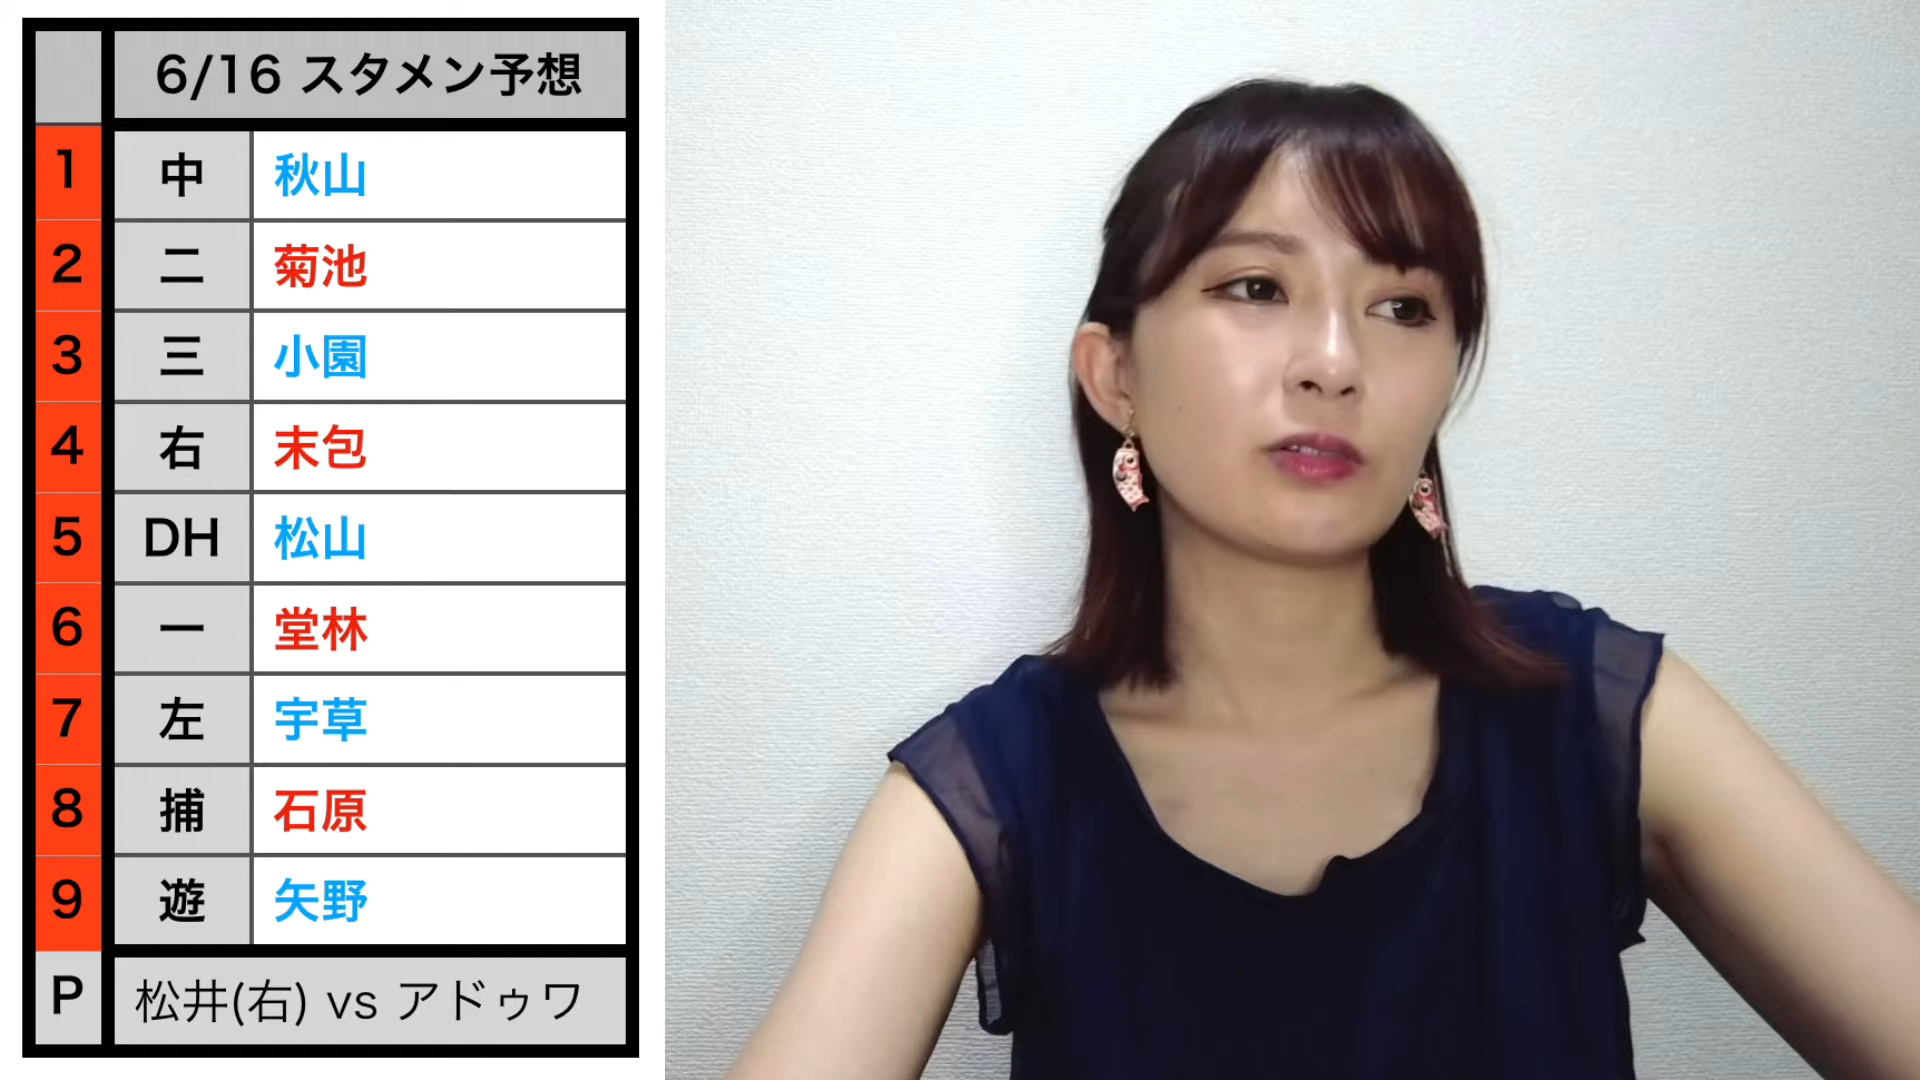 6/16 スタメン予想
1 中 秋山
2 二 菊池
3 三 小園
4 右 末包
5 DH 松山
6 一 堂林
7 左 宇草
8 捕 石原
9 遊 矢野
P 松井(右) vs アドゥワ